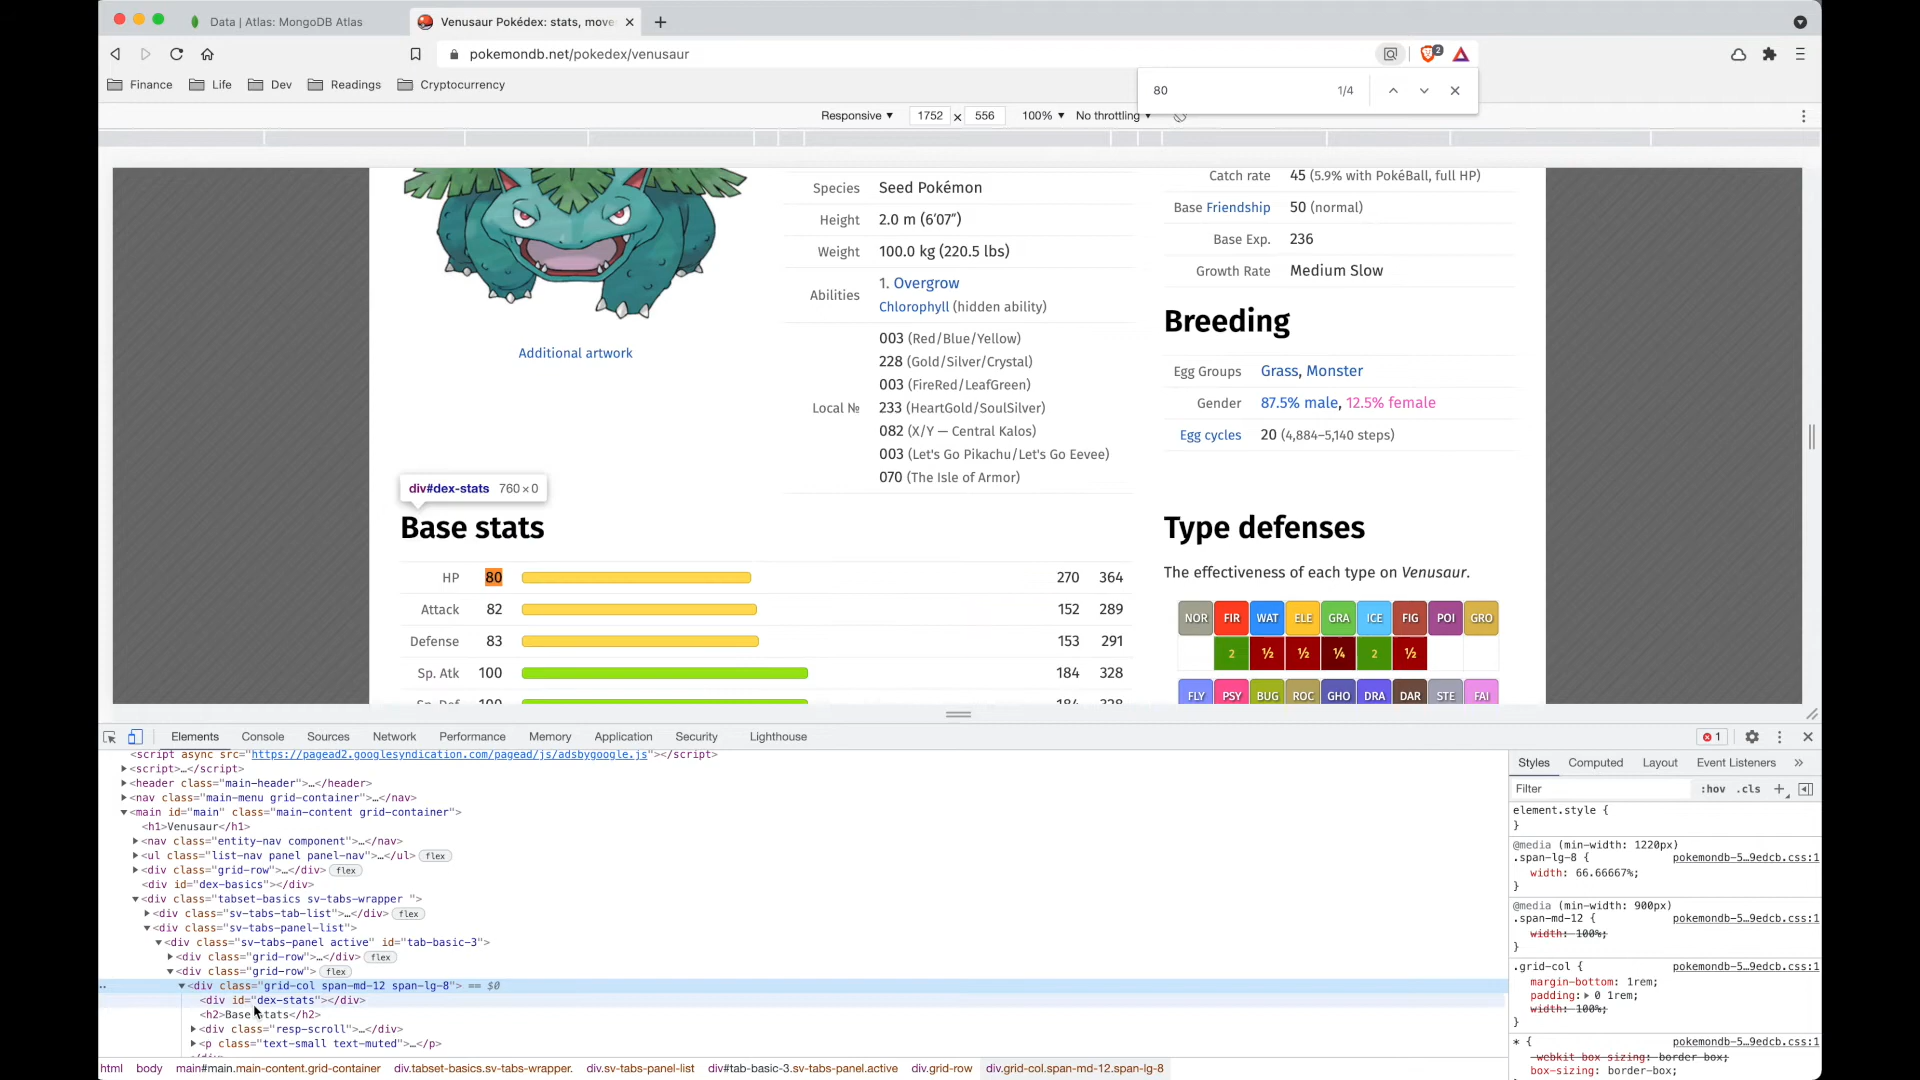 Data | Atlas: MongoDB Atlas
Venusaur Pokédex: stats, move
pokemondb.net/pokedex/venusaur
2
Finance Life Dev Readings Cryptocurrency
80 1/4
Responsive ▼ 1752 × 556 100% ▼ No throttling ▼
Species Seed Pokémon
Height 2.0 m (6′07″)
Weight 100.0 kg (220.5 lbs)
Abilities 1. Overgrow
Chlorophyll (hidden ability)
Local № 003 (Red/Blue/Yellow)
228 (Gold/Silver/Crystal)
003 (FireRed/LeafGreen)
233 (HeartGold/SoulSilver)
082 (X/Y — Central Kalos)
003 (Let's Go Pikachu/Let's Go Eevee)
070 (The Isle of Armor)
Catch rate 45 (5.9% with PokéBall, full HP)
Base Friendship 50 (normal)
Base Exp. 236
Growth Rate Medium Slow
Breeding
Egg Groups Grass, Monster
Gender 87.5% male, 12.5% female
Egg cycles 20 (4,884–5,140 steps)
Additional artwork
div#dex-stats 760 × 0
Base stats
HP 80 270 364
Attack 82 152 289
Defense 83 153 291
Sp. Atk 100 184 328
Sp. Def 100 184 328
Type defenses
The effectiveness of each type on Venusaur.
NOR FIR WAT ELE GRA ICE FIG POI GRO
2 ½ ½ ¼ 2 ½
FLY PSY BUG ROC GHO DRA DAR STE FAI
Elements Console Sources Network Performance Memory Application Security Lighthouse
1
<script async src="https://pagead2.googlesyndication.com/pagead/js/adsbygoogle.js"></script>
<script>…</script>
<header class="main-header">…</header>
<nav class="main-menu grid-container">…</nav>
<main id="main" class="main-content grid-container">
<h1>Venusaur</h1>
<nav class="entity-nav component">…</nav>
<ul class="list-nav panel panel-nav">…</ul> flex
<div class="grid-row">…</div> flex
<div id="dex-basics"></div>
<div class="tabset-basics sv-tabs-wrapper ">
<div class="sv-tabs-tab-list">…</div> flex
<div class="sv-tabs-panel-list">
<div class="sv-tabs-panel active" id="tab-basic-3">
<div class="grid-row">…</div> flex
<div class="grid-row"> flex
<div class="grid-col span-md-12 span-lg-8"> == $0
<div id="dex-stats"></div>
<h2>Base stats</h2>
<div class="resp-scroll">…</div>
<p class="text-small text-muted">…</p>
</div>
html body main#main.main-content.grid-container div.tabset-basics.sv-tabs-wrapper. div.sv-tabs-panel-list div#tab-basic-3.sv-tabs-panel.active div.grid-row div.grid-col.span-md-12.span-lg-8
Styles Computed Layout Event Listeners »
Filter :hov .cls +
element.style {
}
@media (min-width: 1220px)
.span-lg-8 { pokemondb-5…9edcb.css:1
width: 66.66667%;
}
@media (min-width: 900px)
.span-md-12 { pokemondb-5…9edcb.css:1
width: 100%;
}
.grid-col { pokemondb-5…9edcb.css:1
margin-bottom: 1rem;
padding: 0 1rem;
width: 100%;
}
* { pokemondb-5…9edcb.css:1
-webkit-box-sizing: border-box;
box-sizing: border-box;